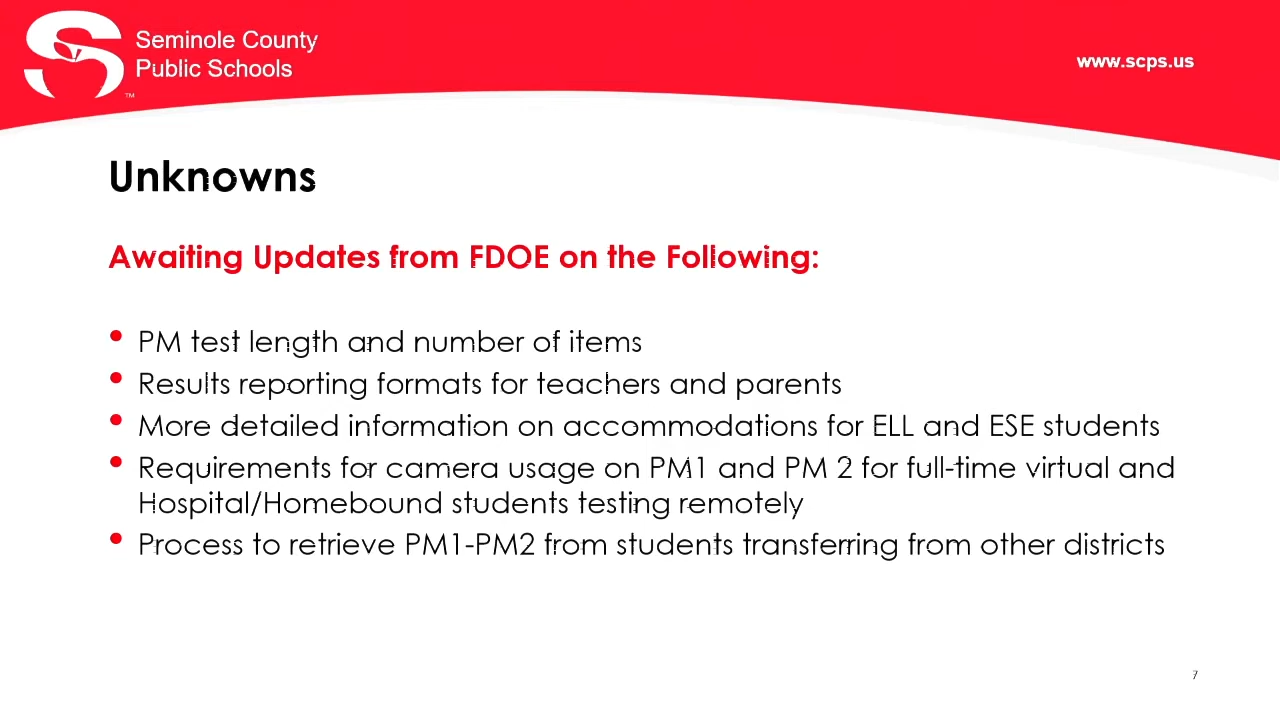 Seminole County
Public Schools
™
www.scps.us
Unknowns
Awaiting Updates from FDOE on the Following:
• PM test length and number of items
• Results reporting formats for teachers and parents
• More detailed information on accommodations for ELL and ESE students
• Requirements for camera usage on PM1 and PM 2 for full-time virtual and
Hospital/Homebound students testing remotely
• Process to retrieve PM1-PM2 from students transferring from other districts
7